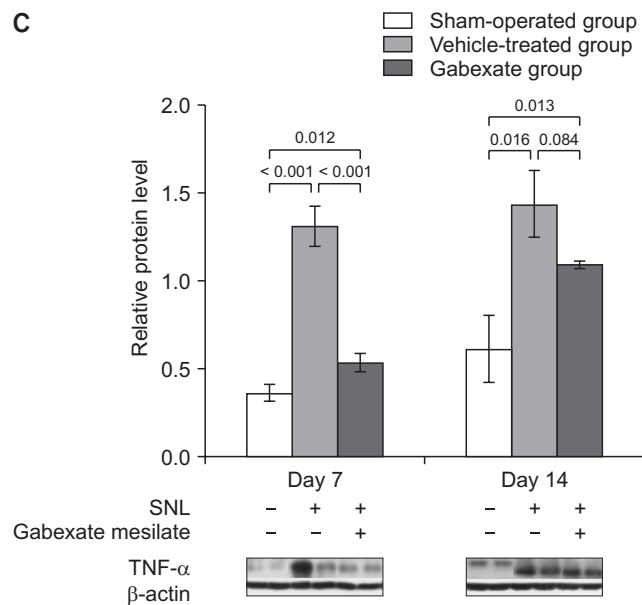 C
Sham-operated group
Vehicle-treated group
Gabexate group
Relative protein level
2.0
1.5
1.0
0.5
0.0
0.012
< 0.001 < 0.001
0.013
0.016 0.084
Day 7 Day 14
SNL − + + − + +
Gabexate mesilate − − + − − +
TNF-α
β-actin